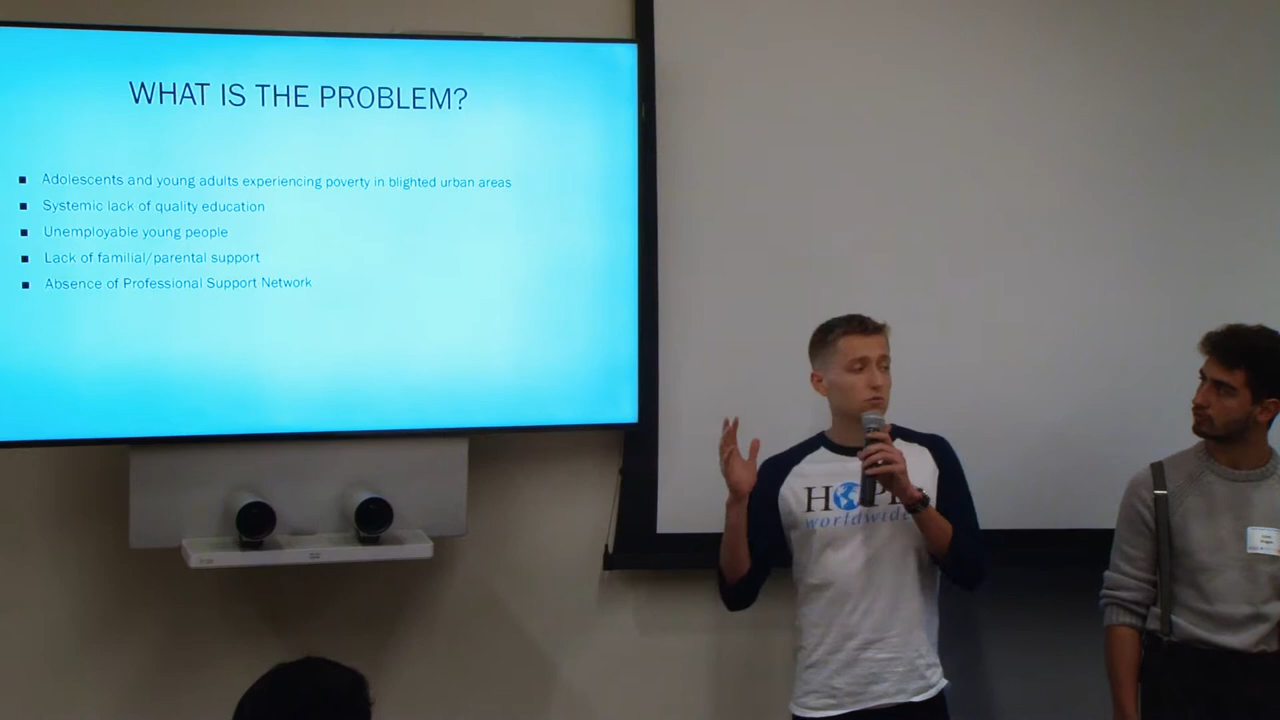 WHAT IS THE PROBLEM?
Adolescents and young adults experiencing poverty in blighted urban areas
Systemic lack of quality education
Unemployable young people
Lack of familial/parental support
Absence of Professional Support Network
worldwide